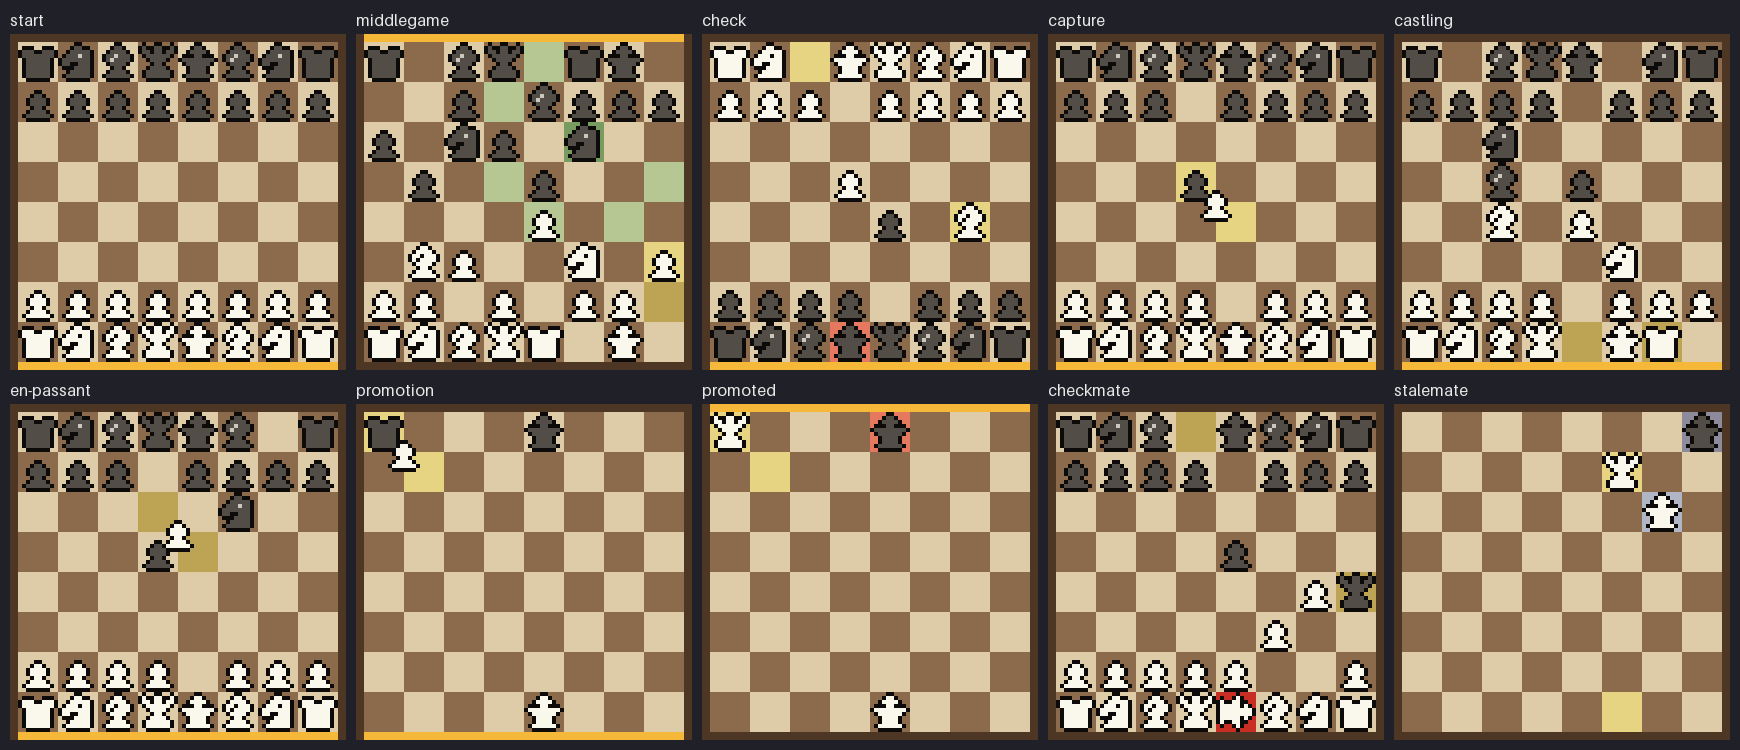 start
middlegame
check
capture
castling
en-passant
promotion
promoted
checkmate
stalemate